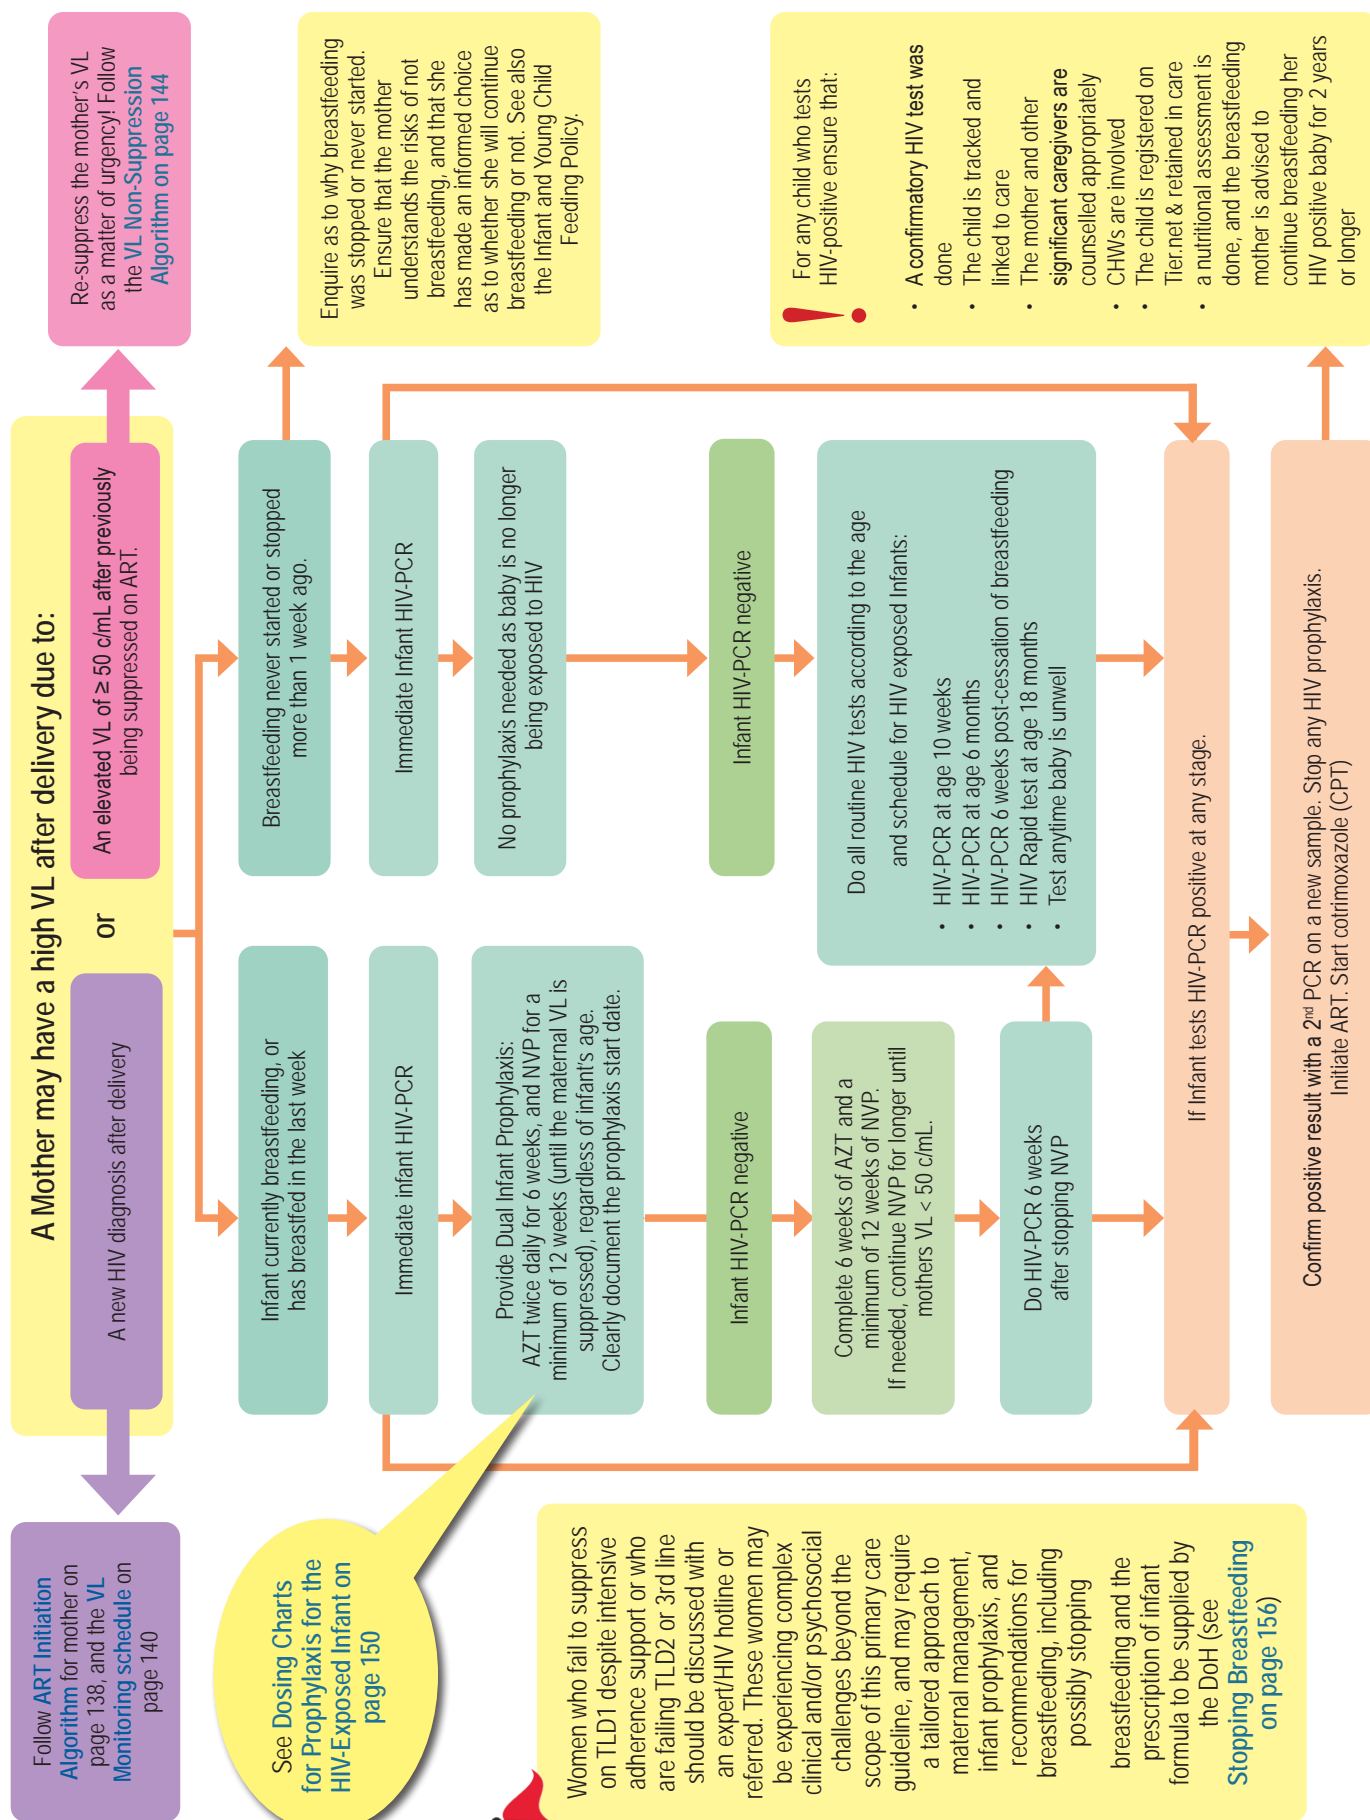 A Mother may have a high VL after delivery due to:
Follow ART Initiation
Algorithm for mother on
page 138, and the VL
Monitoring schedule on
page 140
A new HIV diagnosis after delivery
or
An elevated VL of ≥ 50 c/mL after previously
being suppressed on ART.
Re-suppress the mother's VL
as a matter of urgency! Follow
the VL Non-Suppression
Algorithm on page 144
Infant currently breastfeeding, or
has breastfed in the last week
Breastfeeding never started or stopped
more than 1 week ago.
Enquire as to why breastfeeding
was stopped or never started.
Ensure that the mother
understands the risks of not
breastfeeding, and that she
has made an informed choice
as to whether she will continue
breastfeeding or not. See also
the Infant and Young Child
Feeding Policy.
See Dosing Charts
for Prophylaxis for the
HIV-Exposed Infant on
page 150
Immediate infant HIV-PCR
Immediate Infant HIV-PCR
Provide Dual Infant Prophylaxis:
AZT twice daily for 6 weeks, and NVP for a
minimum of 12 weeks (until the maternal VL is
suppressed), regardless of infant's age.
Clearly document the prophylaxis start date.
No prophylaxis needed as baby is no longer
being exposed to HIV
Infant HIV-PCR negative
Infant HIV-PCR negative
Women who fail to suppress
on TLD1 despite intensive
adherence support or who
are failing TLD2 or 3rd line
should be discussed with
an expert/HIV hotline or
referred. These women may
be experiencing complex
clinical and/or psychosocial
challenges beyond the
scope of this primary care
guideline, and may require
a tailored approach to
maternal management,
infant prophylaxis, and
recommendations for
breastfeeding, including
possibly stopping
breastfeeding and the
prescription of infant
formula to be supplied by
the DoH (see
Stopping Breastfeeding
on page 156)
Complete 6 weeks of AZT and a
minimum of 12 weeks of NVP.
If needed, continue NVP for longer until
mothers VL < 50 c/mL.
Do HIV-PCR 6 weeks
after stopping NVP
Do all routine HIV tests according to the age
and schedule for HIV exposed Infants:
• HIV-PCR at age 10 weeks
• HIV-PCR at age 6 months
• HIV-PCR 6 weeks post-cessation of breastfeeding
• HIV Rapid test at age 18 months
• Test anytime baby is unwell
For any child who tests
HIV-positive ensure that:
• A confirmatory HIV test was
done
• The child is tracked and
linked to care
• The mother and other
significant caregivers are
counselled appropriately
• CHWs are involved
• The child is registered on
Tier.net & retained in care
• a nutritional assessment is
done, and the breastfeeding
mother is advised to
continue breastfeeding her
HIV positive baby for 2 years
or longer
If Infant tests HIV-PCR positive at any stage.
Confirm positive result with a 2nd PCR on a new sample. Stop any HIV prophylaxis.
Initiate ART. Start cotrimoxazole (CPT)